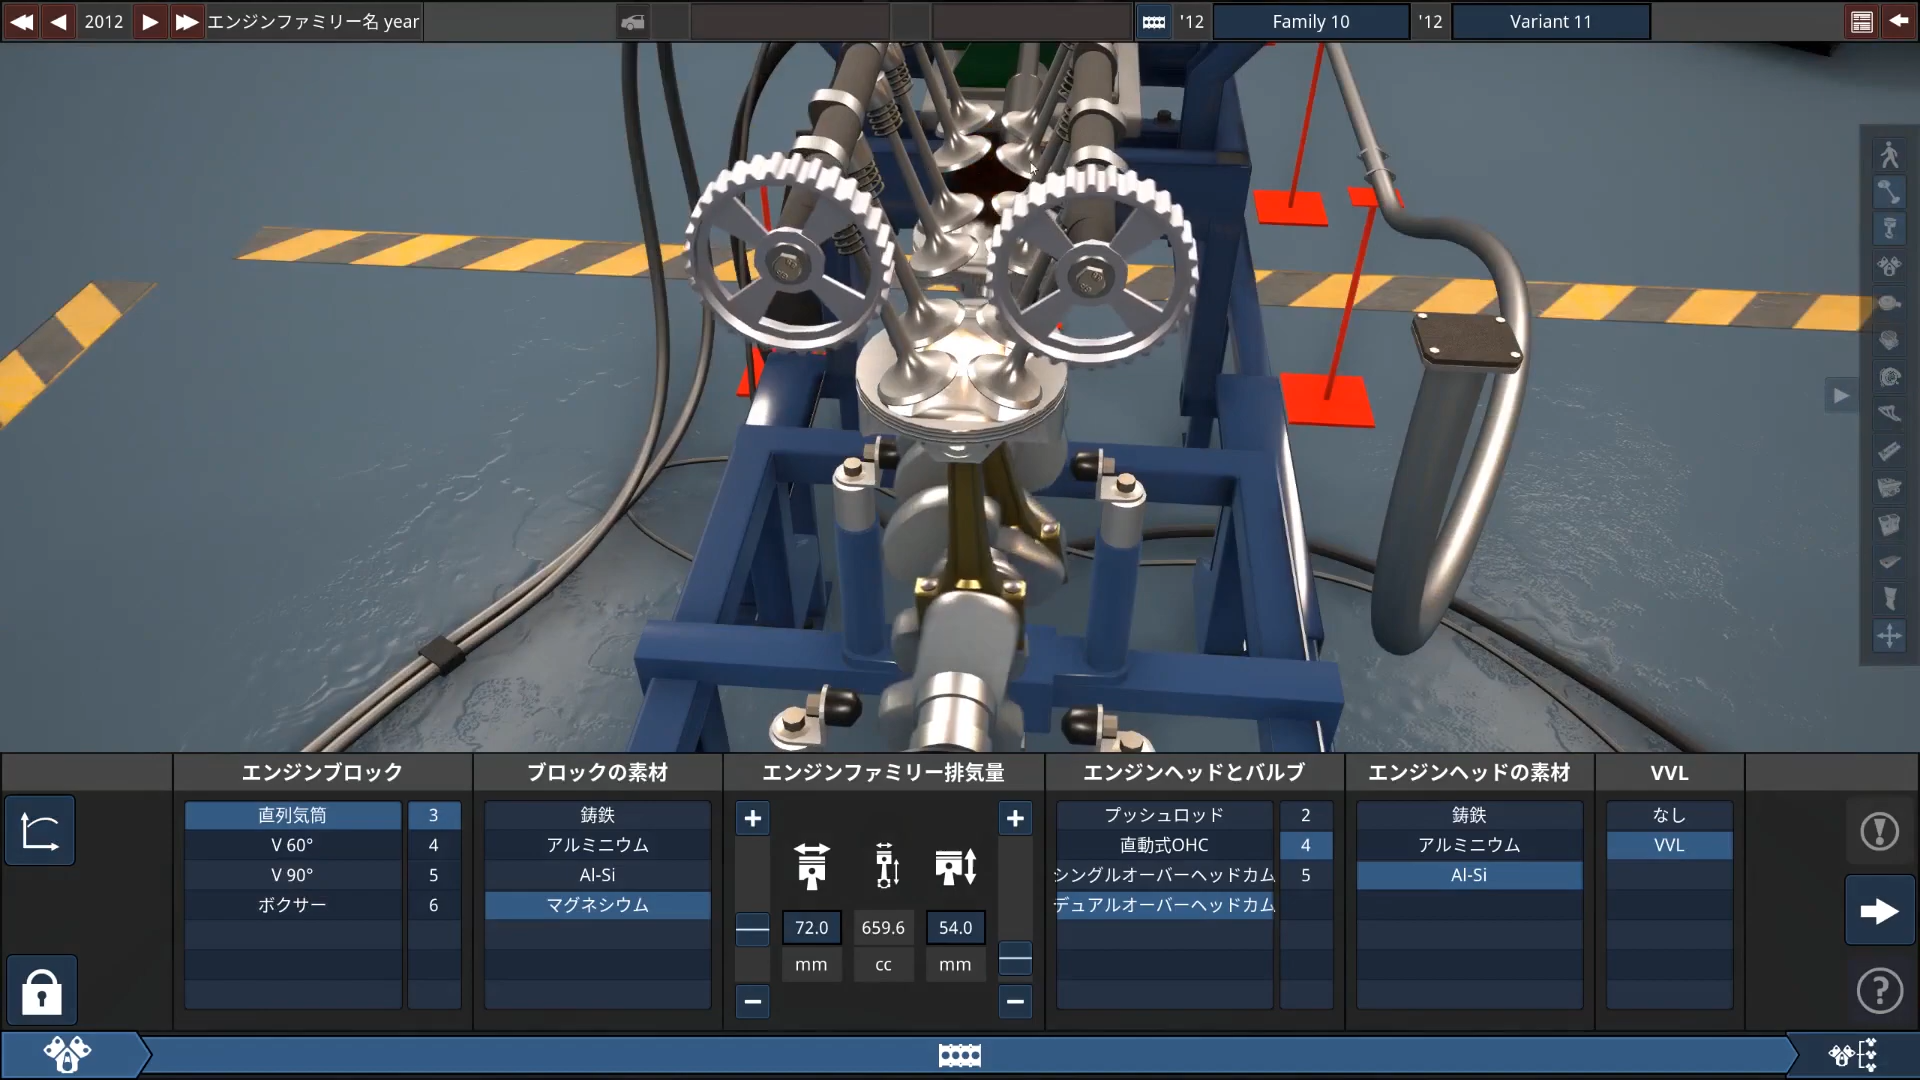 2012
エンジンファミリー名 year
'12
Family 10
'12
Variant 11
エンジンブロック
直列気筒
3
V 60°
4
V 90°
5
ボクサー
6
ブロックの素材
鋳鉄
アルミニウム
Al-Si
マグネシウム
エンジンファミリー排気量
72.0
659.6
54.0
mm
cc
mm
エンジンヘッドとバルブ
プッシュロッド
2
直動式OHC
4
シングルオーバーヘッドカム
5
デュアルオーバーヘッドカム
エンジンヘッドの素材
鋳鉄
アルミニウム
Al-Si
VVL
なし
VVL